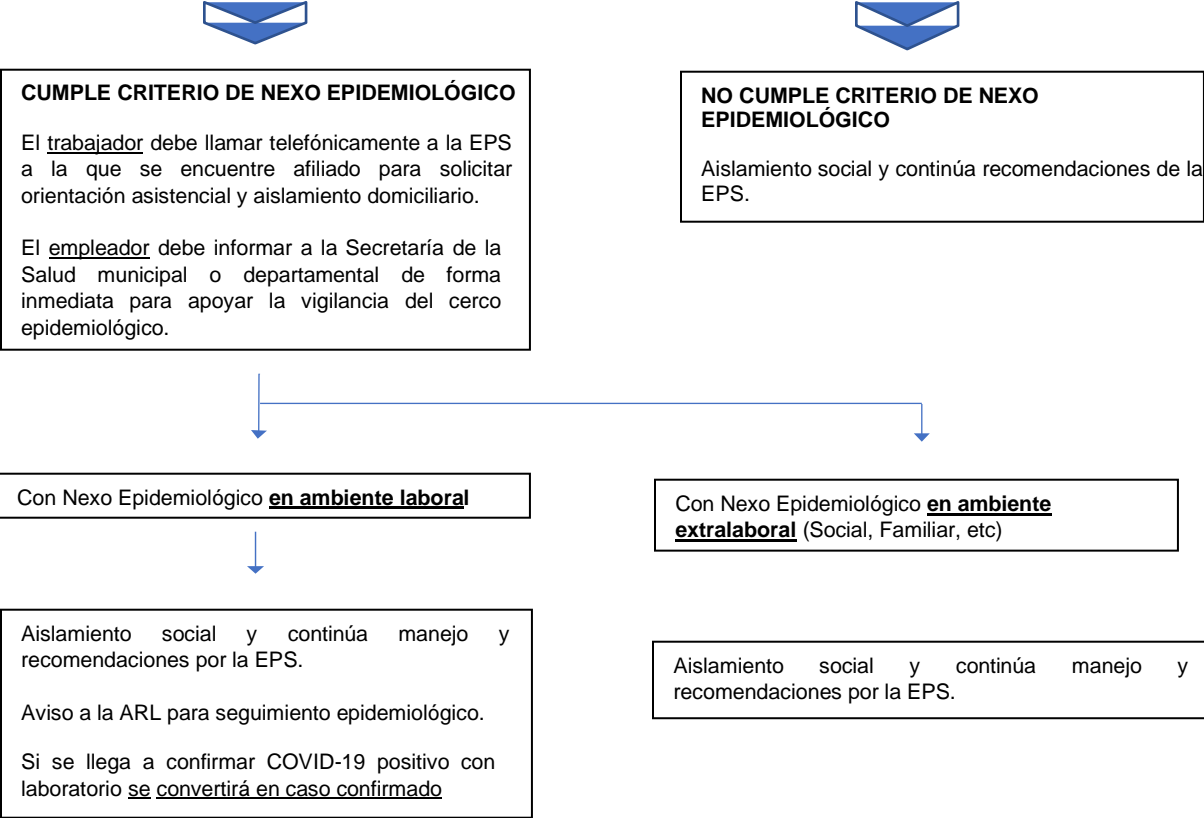 CUMPLE CRITERIO DE NEXO EPIDEMIOLÓGICO
El trabajador debe llamar telefónicamente a la EPS
a la que se encuentre afiliado para solicitar
orientación asistencial y aislamiento domiciliario.
El empleador debe informar a la Secretaría de la
Salud municipal o departamental de forma
inmediata para apoyar la vigilancia del cerco
epidemiológico.
NO CUMPLE CRITERIO DE NEXO
EPIDEMIOLÓGICO
Aislamiento social y continúa recomendaciones de la
EPS.
Con Nexo Epidemiológico en ambiente laboral
Con Nexo Epidemiológico en ambiente
extralaboral (Social, Familiar, etc)
Aislamiento social y continúa manejo y
recomendaciones por la EPS.
Aviso a la ARL para seguimiento epidemiológico.
Si se llega a confirmar COVID-19 positivo con
laboratorio se convertirá en caso confirmado
Aislamiento social y continúa manejo y
recomendaciones por la EPS.